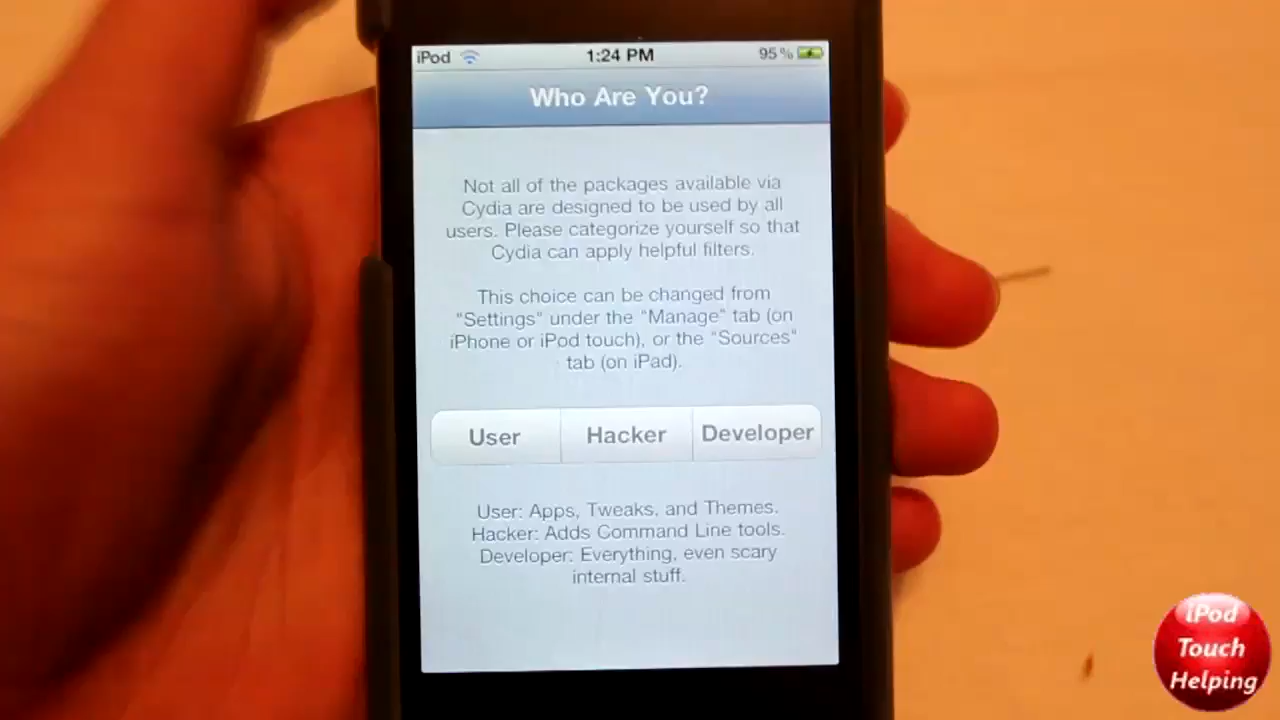 iPod 1:24 PM 95%
Who Are You?
Not all of the packages available via
Cydia are designed to be used by all
users. Please categorize yourself so that
Cydia can apply helpful filters.
This choice can be changed from
"Settings" under the "Manage" tab (on
iPhone or iPod touch), or the "Sources"
tab (on iPad).
User Hacker Developer
User: Apps, Tweaks, and Themes.
Hacker: Adds Command Line tools.
Developer: Everything, even scary
internal stuff.
iPod
Touch
Helping